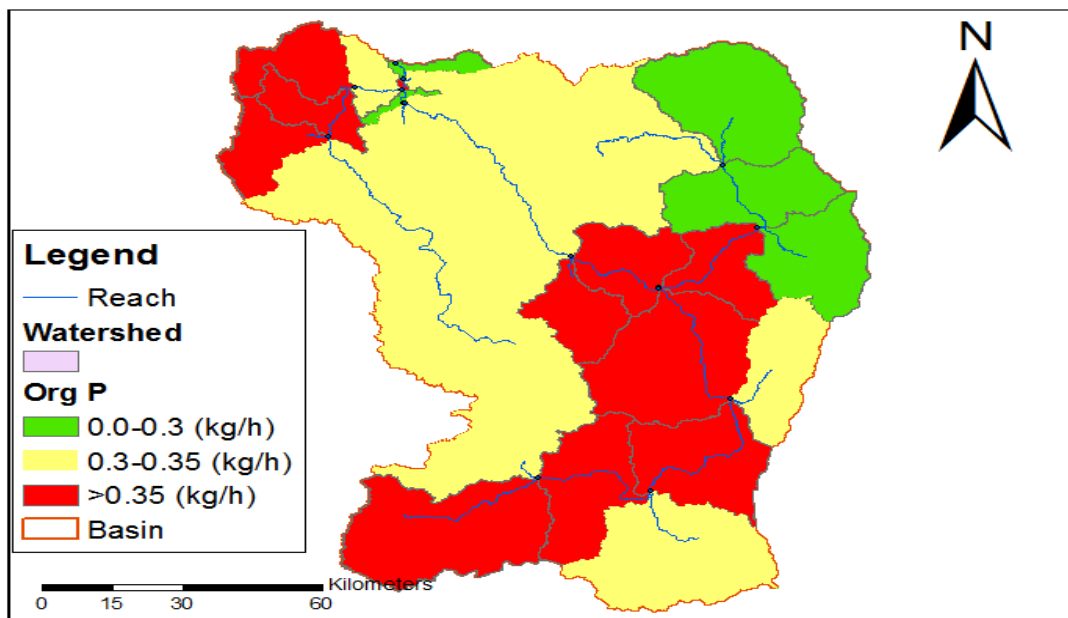 N
Legend
Reach
Watershed
Org P
0.0-0.3 (kg/h)
0.3-0.35 (kg/h)
>0.35 (kg/h)
Basin
Kilometers
0 15 30 60